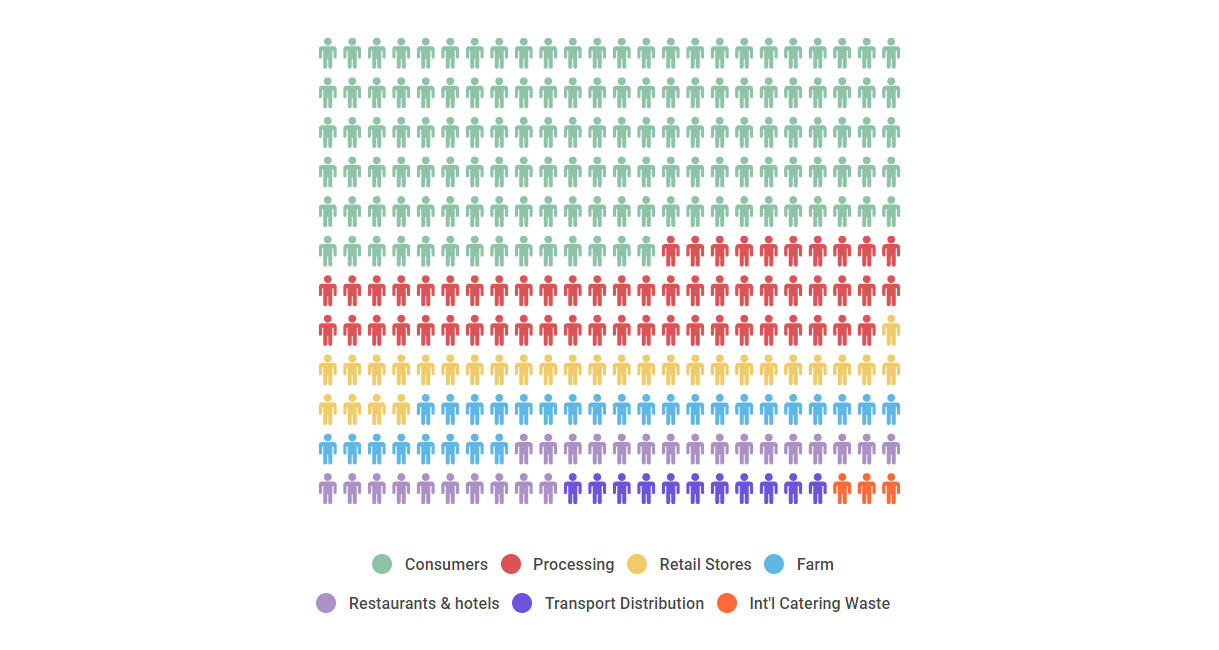 Consumers Processing Retail Stores Farm
Restaurants & hotels Transport Distribution Int'l Catering Waste